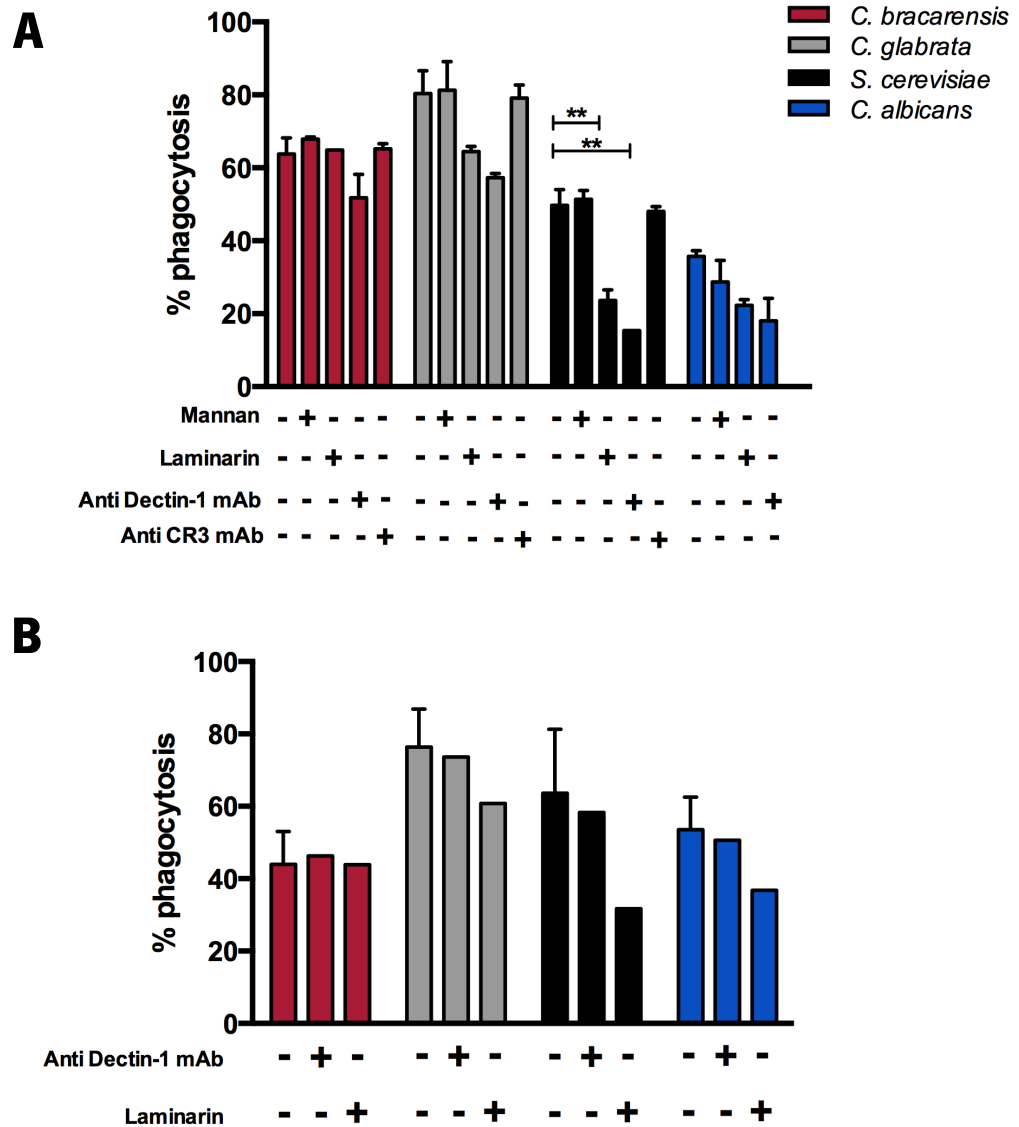 A
100
80
60
40
20
0
% phagocytosis
C. bracarensis
C. glabrata
S. cerevisiae
C. albicans
**
**
Mannan - + - - - - + - - - - + - - - - + - -
Laminarin - - + - - - - + - - - - + - - - - + -
Anti Dectin-1 mAb - - - + - - - - + - - - - + - - - - +
Anti CR3 mAb - - - - + - - - - + - - - - + - - - -
B
100
80
60
40
20
0
% phagocytosis
Anti Dectin-1 mAb - + - - + - - + - - + -
Laminarin - - + - - + - - + - - +